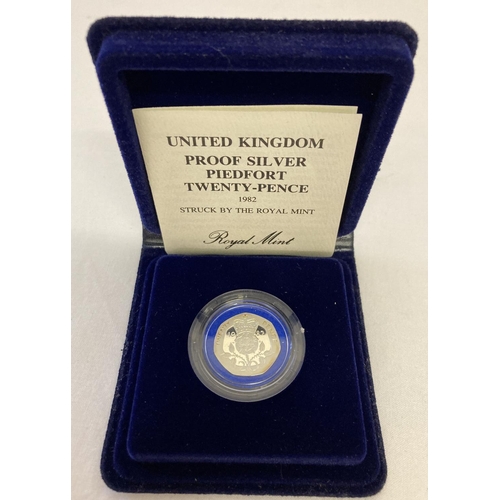 UNITED KINGDOM
PROOF SILVER
PIEDFORT
TWENTY-PENCE
1982
STRUCK BY THE ROYAL MINT
Royal Mint